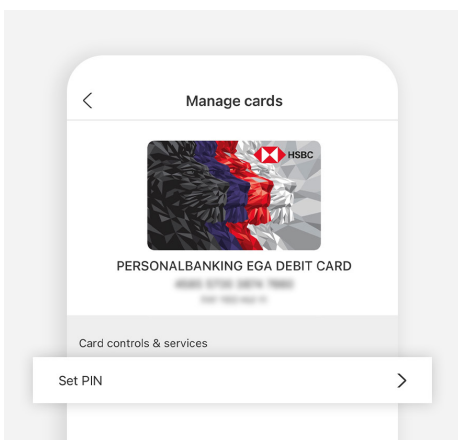 Manage cards
HSBC
PERSONALBANKING EGA DEBIT CARD
Card controls & services
Set PIN